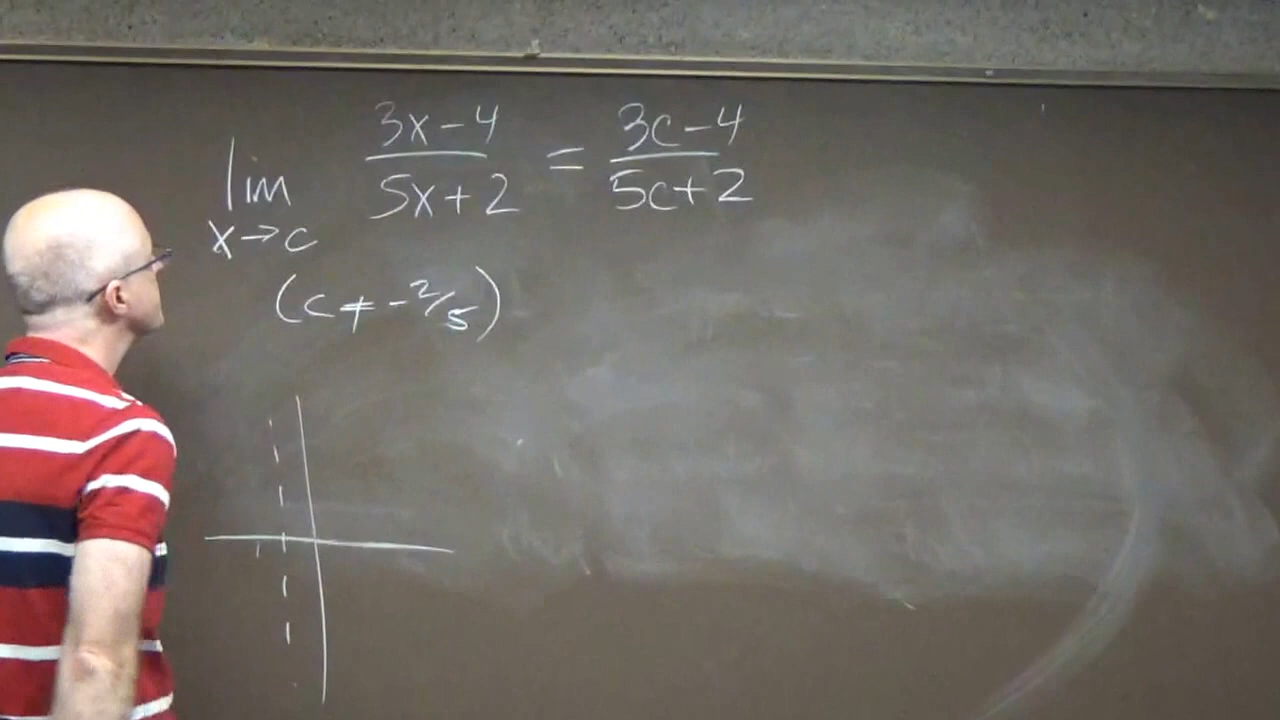 lim x→c (3x-4)/(5x+2) = (3c-4)/(5c+2)
(c ≠ -2/5)